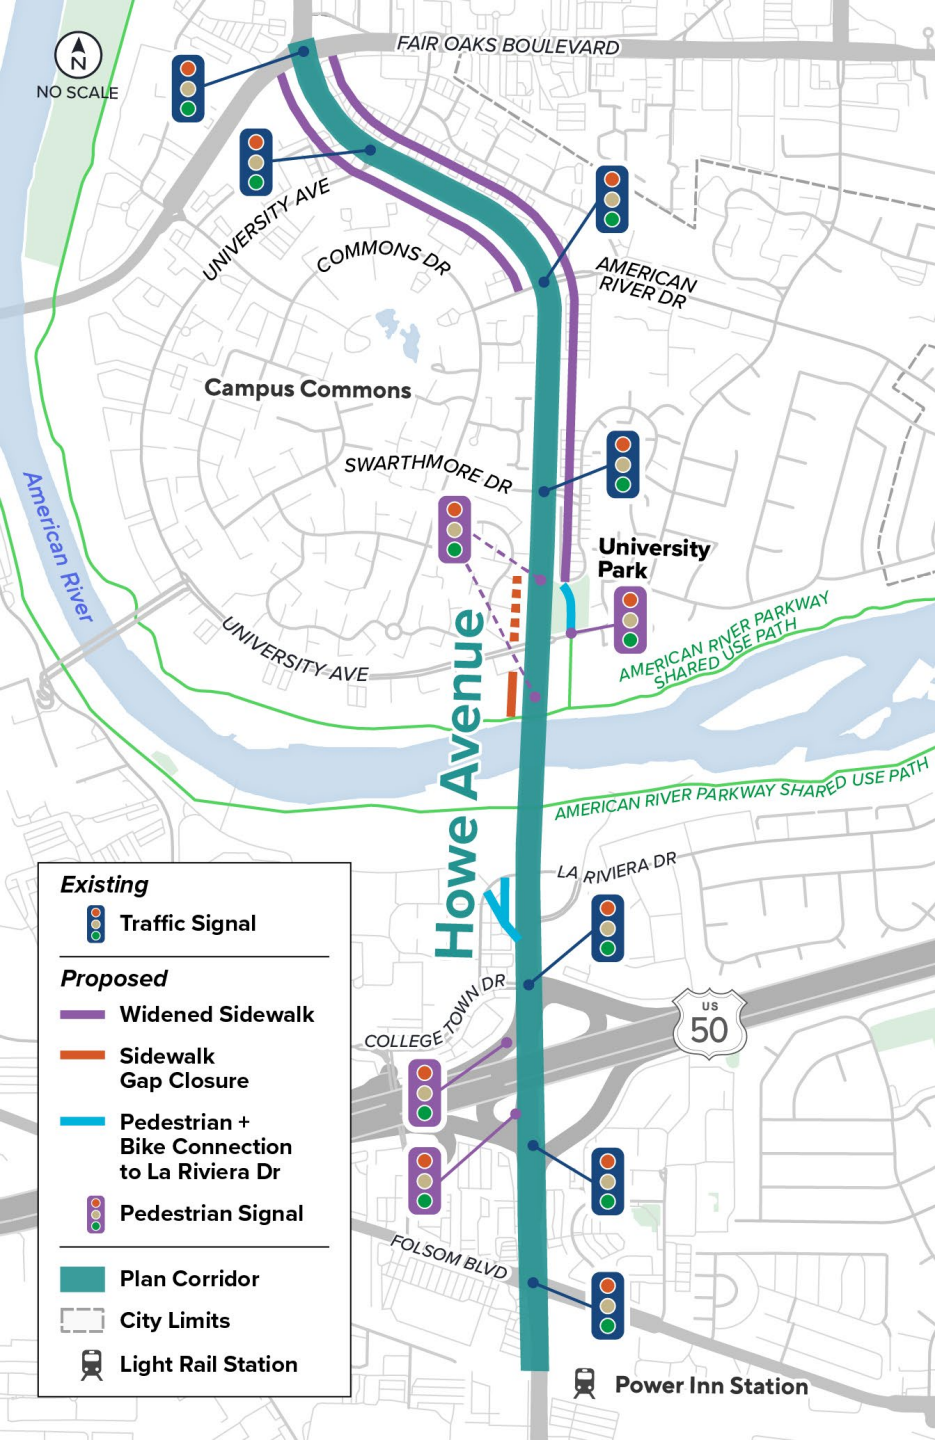 FAIR OAKS BOULEVARD
N
NO SCALE
UNIVERSITY AVE
COMMONS DR
AMERICAN
RIVER DR
Campus Commons
SWARTHMORE DR
American River
University
Park
UNIVERSITY AVE
AMERICAN RIVER PARKWAY
SHARED USE PATH
Howe Avenue
AMERICAN RIVER PARKWAY SHARED USE PATH
LA RIVIERA DR
COLLEGE TOWN DR
US
50
FOLSOM BLVD
Power Inn Station
Existing
Traffic Signal
Proposed
Widened Sidewalk
Sidewalk
Gap Closure
Pedestrian +
Bike Connection
to La Riviera Dr
Pedestrian Signal
Plan Corridor
City Limits
Light Rail Station